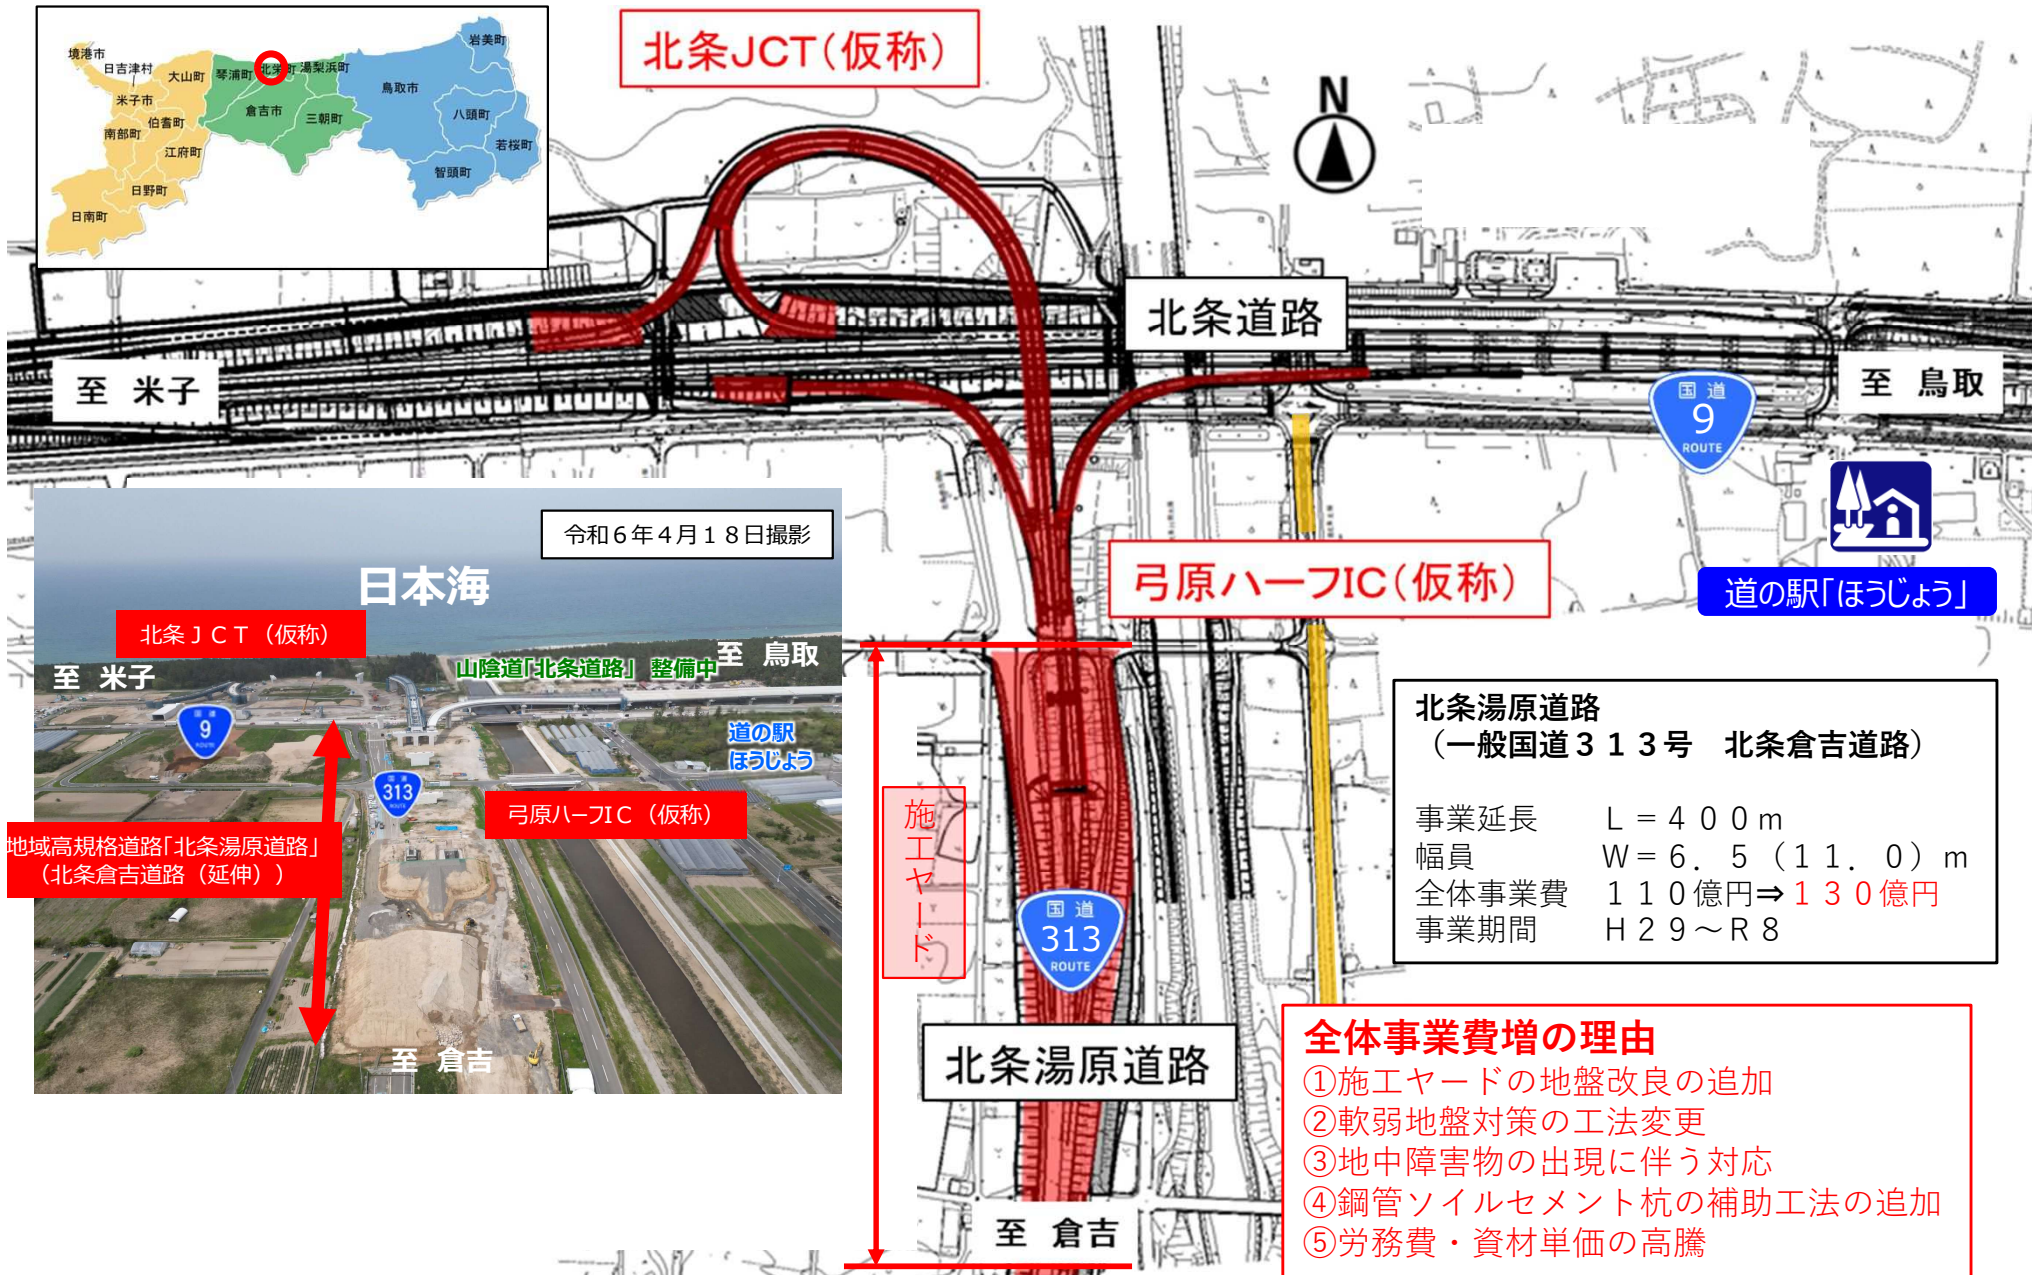 境港市
日吉津村
大山町
琴浦町
北栄町
湯梨浜町
岩美町
米子市
倉吉市
三朝町
鳥取市
八頭町
伯耆町
南部町
江府町
若桜町
智頭町
日野町
日南町
北条JCT(仮称)
N
北条道路
至 米子
至 鳥取
国道
9
ROUTE
道の駅「ほうじょう」
弓原ハーフIC(仮称)
令和６年４月１８日撮影
日本海
北条ＪＣＴ（仮称）
至 米子
山陰道「北条道路」 整備中
至 鳥取
国道
9
ROUTE
道の駅
ほうじょう
国道
313
ROUTE
弓原ハーフIＣ（仮称）
地域高規格道路「北条湯原道路」
（北条倉吉道路（延伸））
至 倉吉
施工ヤード
国道
313
ROUTE
北条湯原道路
至 倉吉
北条湯原道路
（一般国道３１３号　北条倉吉道路）
事業延長　　Ｌ＝４００ｍ
幅員　　　　Ｗ＝６．５（１１．０）ｍ
全体事業費　１１０億円⇒１３０億円
事業期間　　Ｈ２９～Ｒ８
全体事業費増の理由
①施工ヤードの地盤改良の追加
②軟弱地盤対策の工法変更
③地中障害物の出現に伴う対応
④鋼管ソイルセメント杭の補助工法の追加
⑤労務費・資材単価の高騰